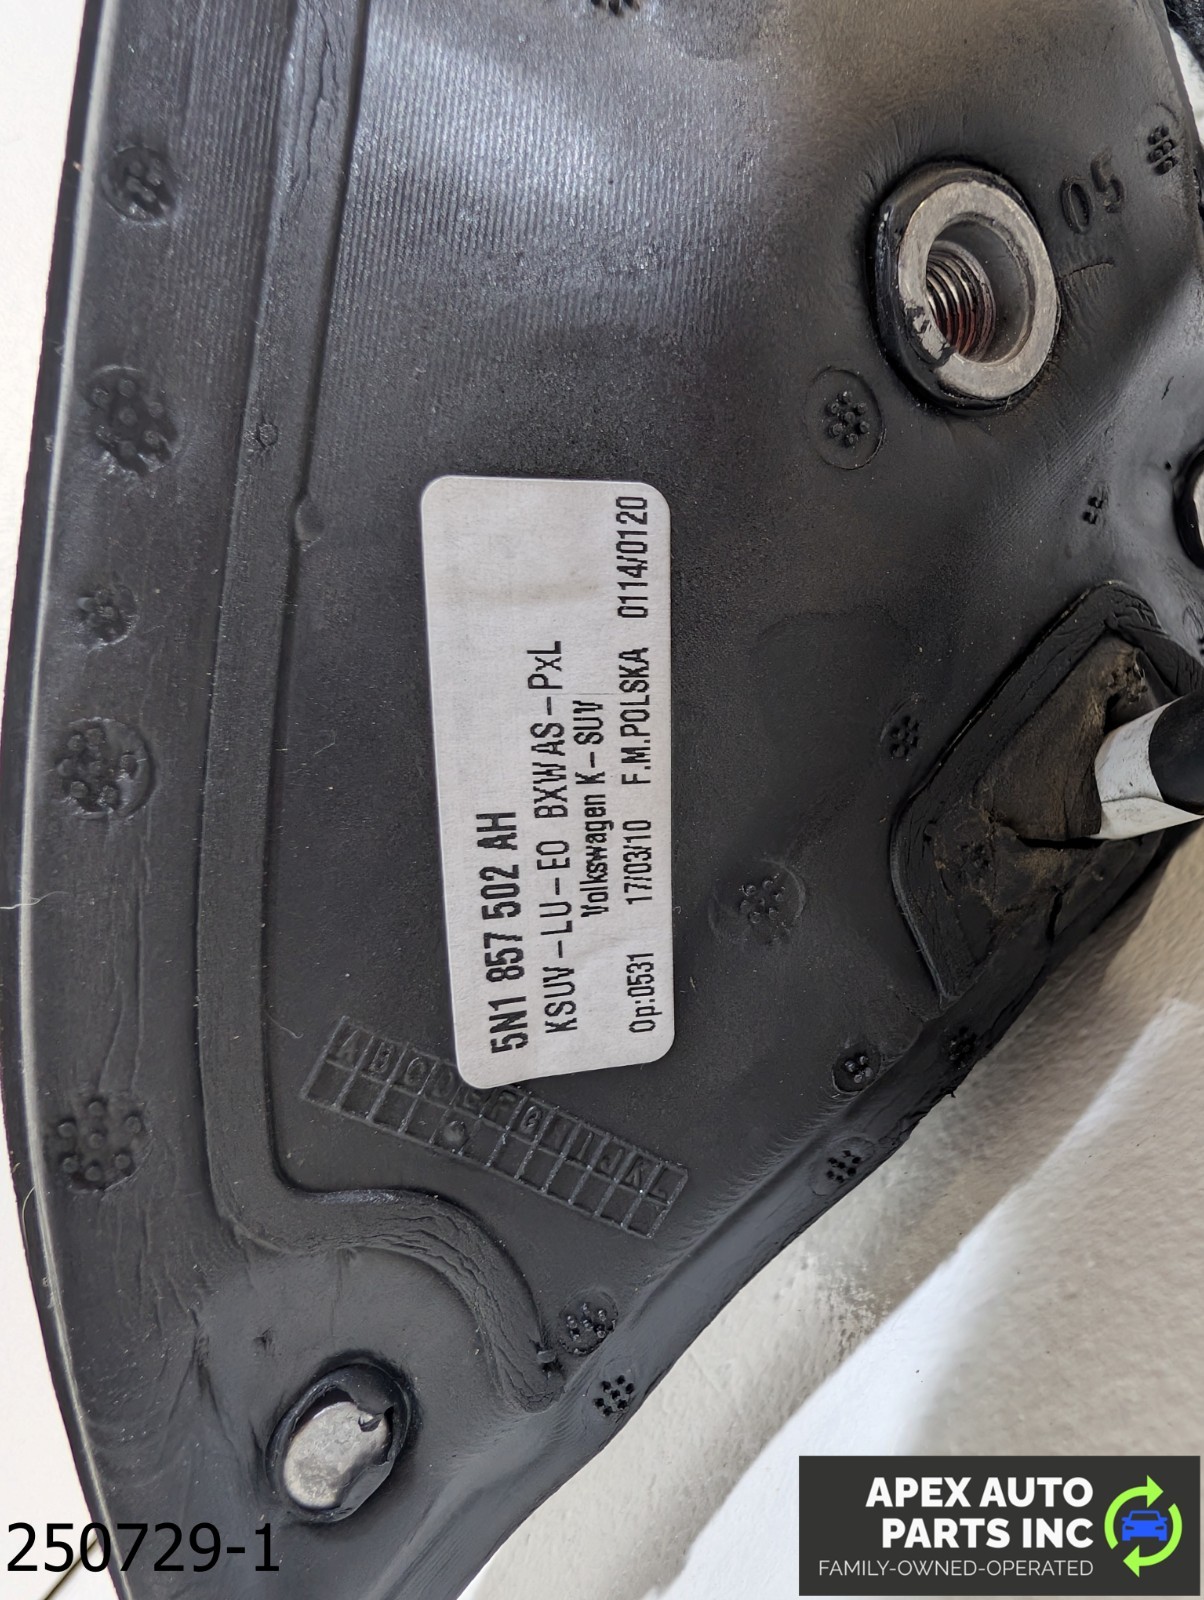 05
5N1 857 502 AH
KSUV-LU-EO BXWAS-PxL
Volkswagen K-SUV
Op:0531 17/03/10 F.M.POLSKA 0114/0120
A B C D E F G H I J K L
250729-1
APEX AUTO
PARTS INC
FAMILY-OWNED-OPERATED